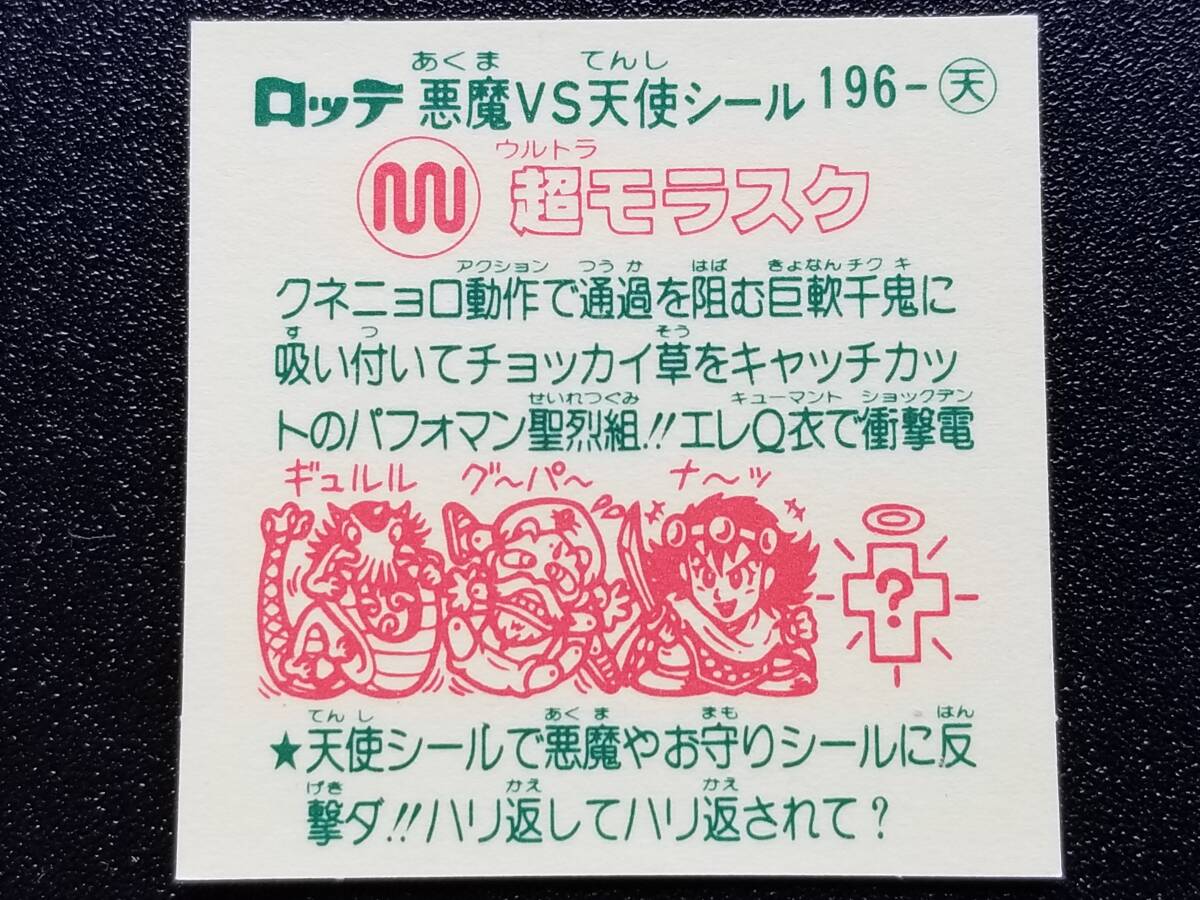 あくま てんし
ロッテ 悪魔VS天使シール 196-天
ウルトラ
超モラスク
アクション つうか はば きょなんチクキ
クネニョロ動作で通過を阻む巨軟千鬼に
す つ そう
吸い付いてチョッカイ草をキャッチカッ
せいれつぐみ キューマント ショックデン
トのパフォマン聖烈組!!エレQ衣で衝撃電
ギュルル グ〜パ〜 ナ〜ッ
?
てんし あくま まも はん
★天使シールで悪魔やお守りシールに反
げき かえ かえ
撃ダ!!ハリ返してハリ返されて?